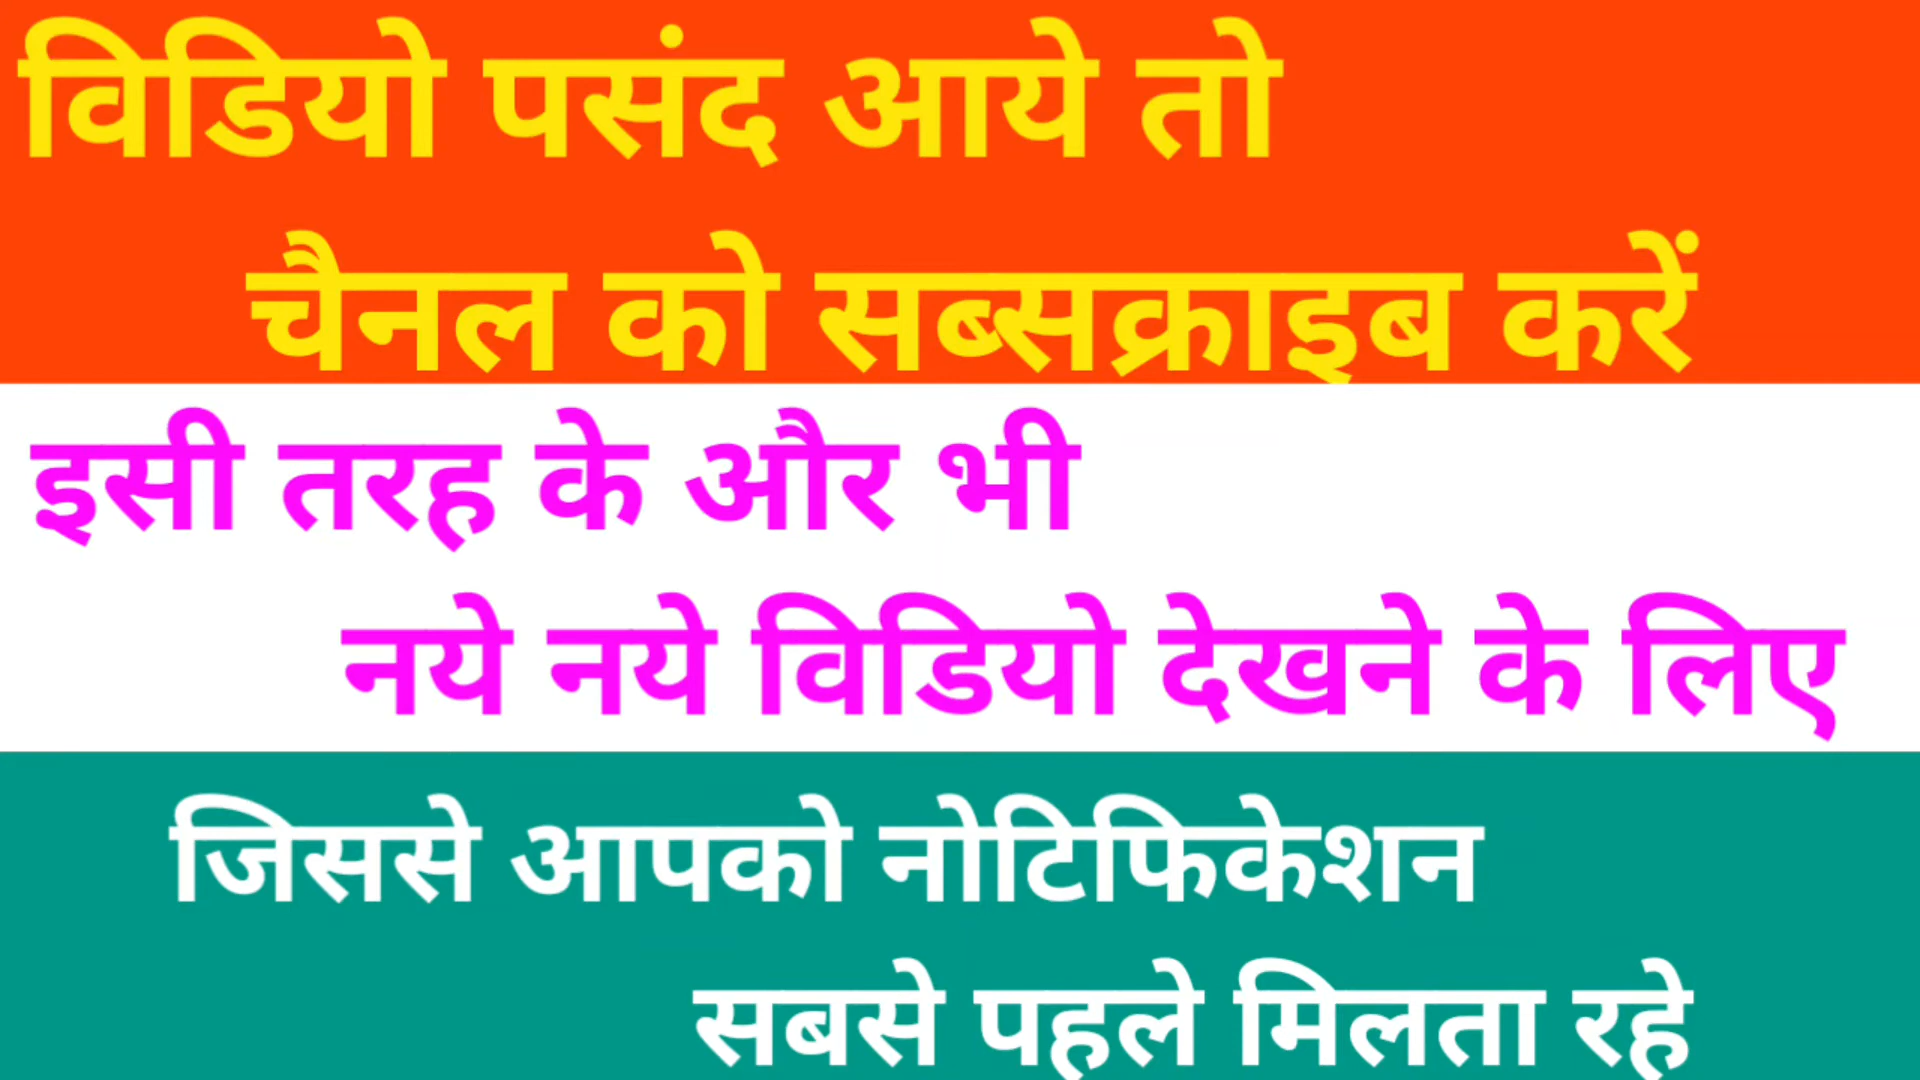 विडियो पसंद आये तो
चैनल को सब्सक्राइब करें
इसी तरह के और भी
नये नये विडियो देखने के लिए
जिससे आपको नोटिफिकेशन
सबसे पहले मिलता रहे